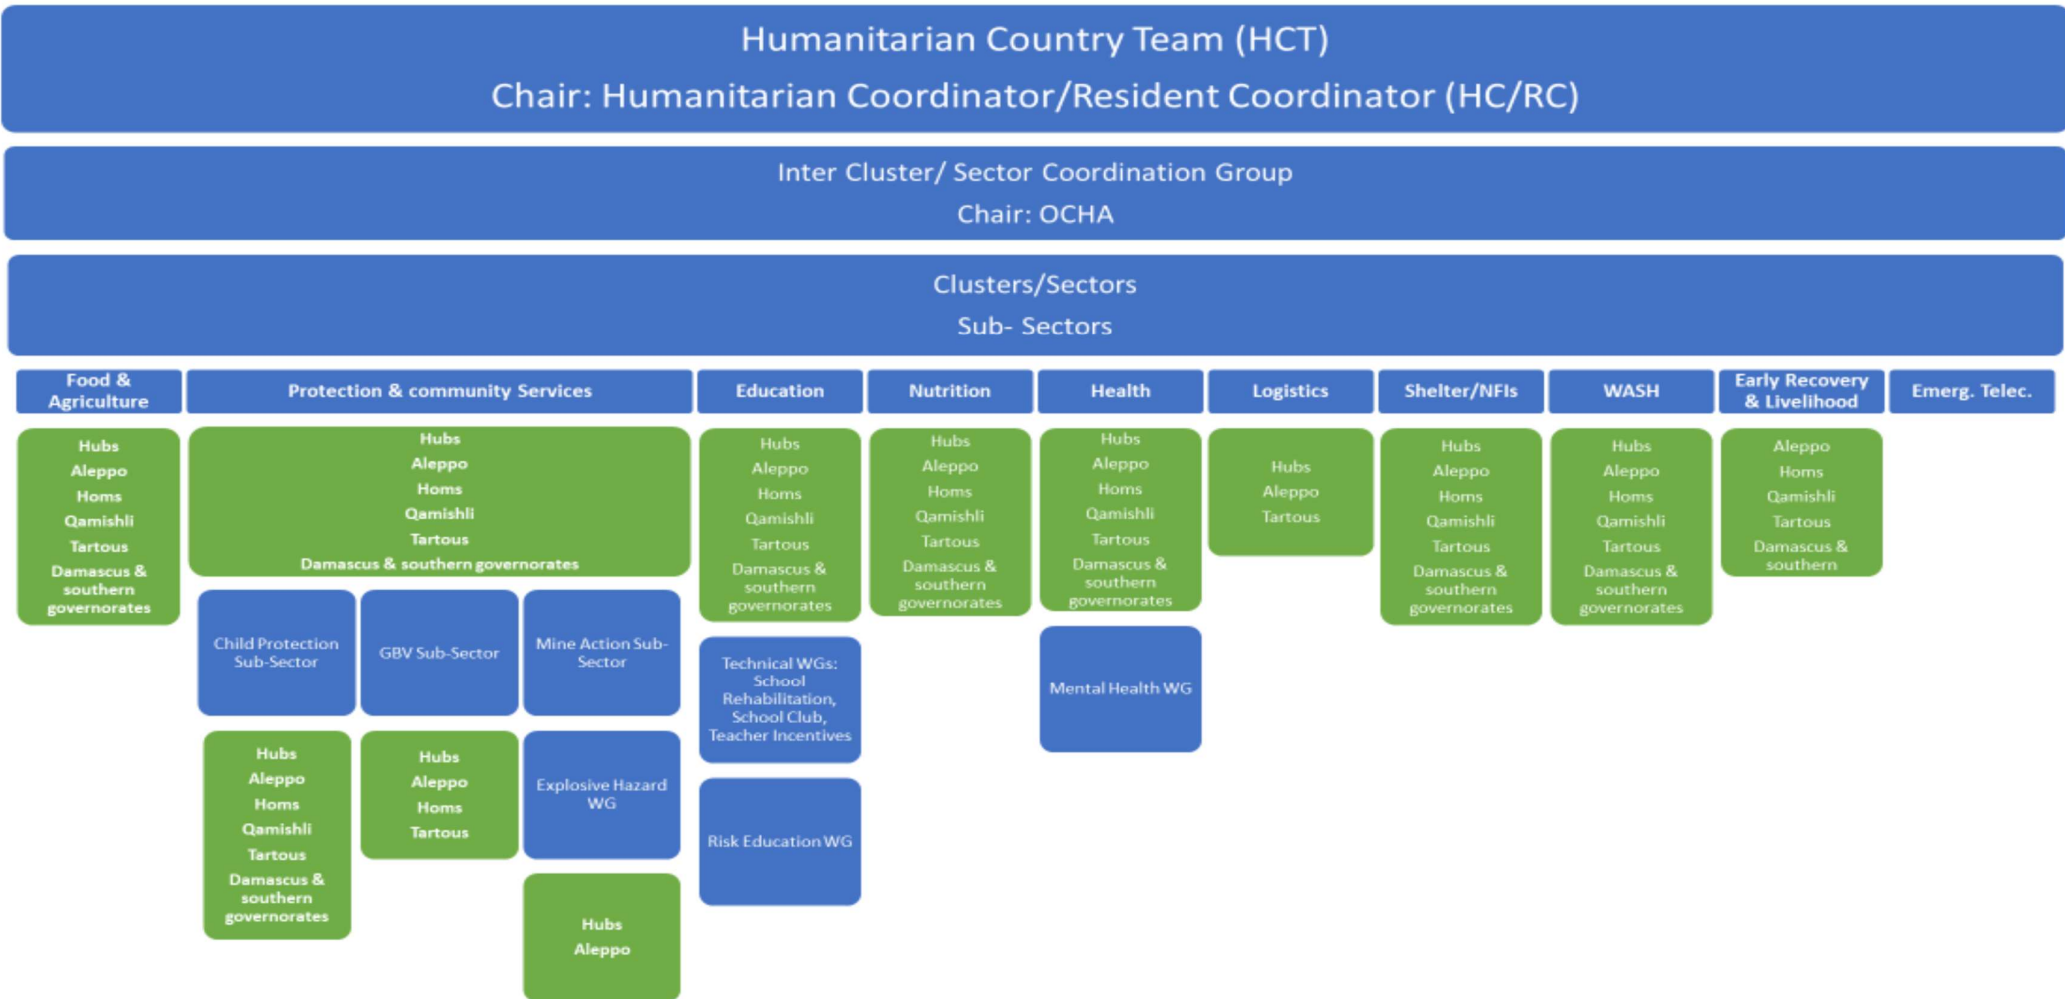 Humanitarian Country Team (HCT)
Chair: Humanitarian Coordinator/Resident Coordinator (HC/RC)
Inter Cluster/ Sector Coordination Group
Chair: OCHA
Clusters/Sectors
Sub- Sectors
Food &
Agriculture
Protection & community Services
Education
Nutrition
Health
Logistics
Shelter/NFIs
WASH
Early Recovery
& Livelihood
Emerg. Telec.
Hubs
Aleppo
Homs
Qamishli
Tartous
Damascus &
southern
governorates
Hubs
Aleppo
Homs
Qamishli
Tartous
Damascus & southern governorates
Child Protection
Sub-Sector
Hubs
Aleppo
Homs
Qamishli
Tartous
Damascus &
southern
governorates
GBV Sub-Sector
Hubs
Aleppo
Homs
Tartous
Mine Action Sub-
Sector
Explosive Hazard
WG
Hubs
Aleppo
Hubs
Aleppo
Homs
Qamishli
Tartous
Damascus &
southern
governorates
Technical WGs:
School
Rehabilitation,
School Club,
Teacher Incentives
Risk Education WG
Hubs
Aleppo
Homs
Qamishli
Tartous
Damascus &
southern
governorates
Hubs
Aleppo
Homs
Qamishli
Tartous
Damascus &
southern
governorates
Mental Health WG
Hubs
Aleppo
Tartous
Hubs
Aleppo
Homs
Qamishli
Tartous
Damascus &
southern
governorates
Hubs
Aleppo
Homs
Qamishli
Tartous
Damascus &
southern
governorates
Aleppo
Homs
Qamishli
Tartous
Damascus &
southern